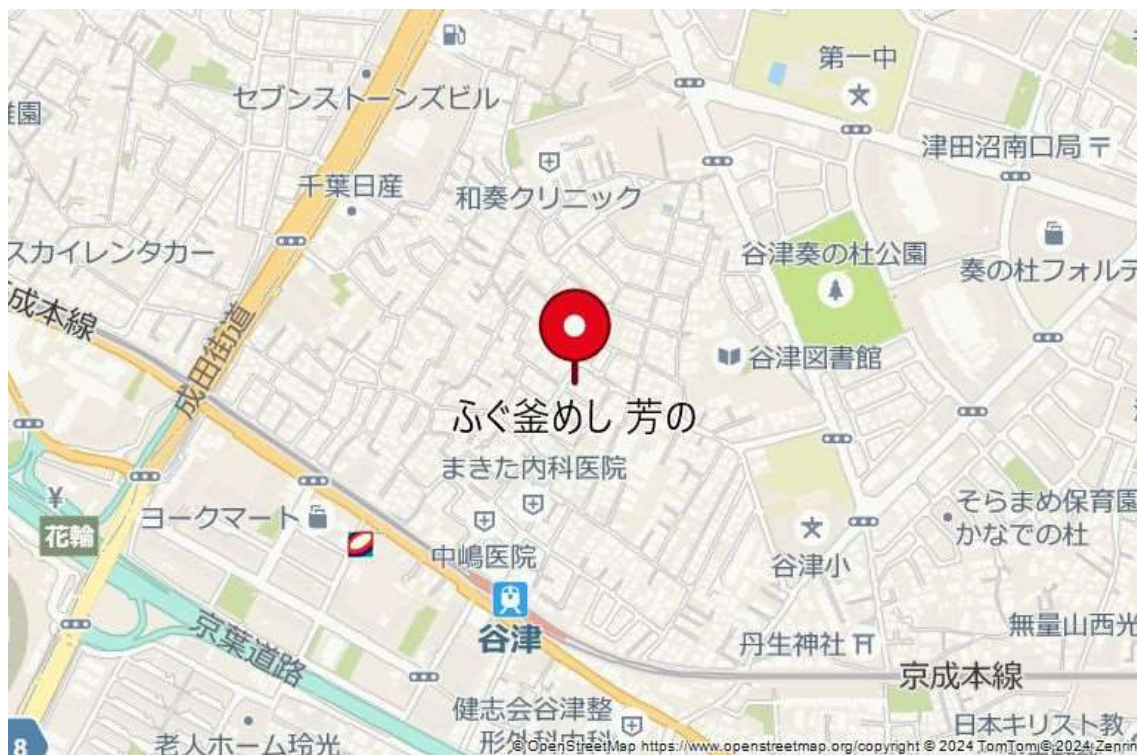 第一中
セブンストーンズビル
稚園
津田沼南口局
千葉日産
和奏クリニック
スカイレンタカー
谷津奏の杜公園
奏の杜フォルテ
成本線
成田街道
谷津図書館
ふぐ釜めし 芳の
まきた内科医院
¥
ヨークマート
花輪
そらまめ保育園
かなでの杜
中嶋医院
谷津小
谷津
京葉道路
無量山西光
丹生神社
京成本線
健志会谷津整
形外科内科
日本キリスト教
8
老人ホーム玲光
©OpenStreetMap https://www.openstreetmap.org/copyright © 2024 TomTom © 2024 Zenri